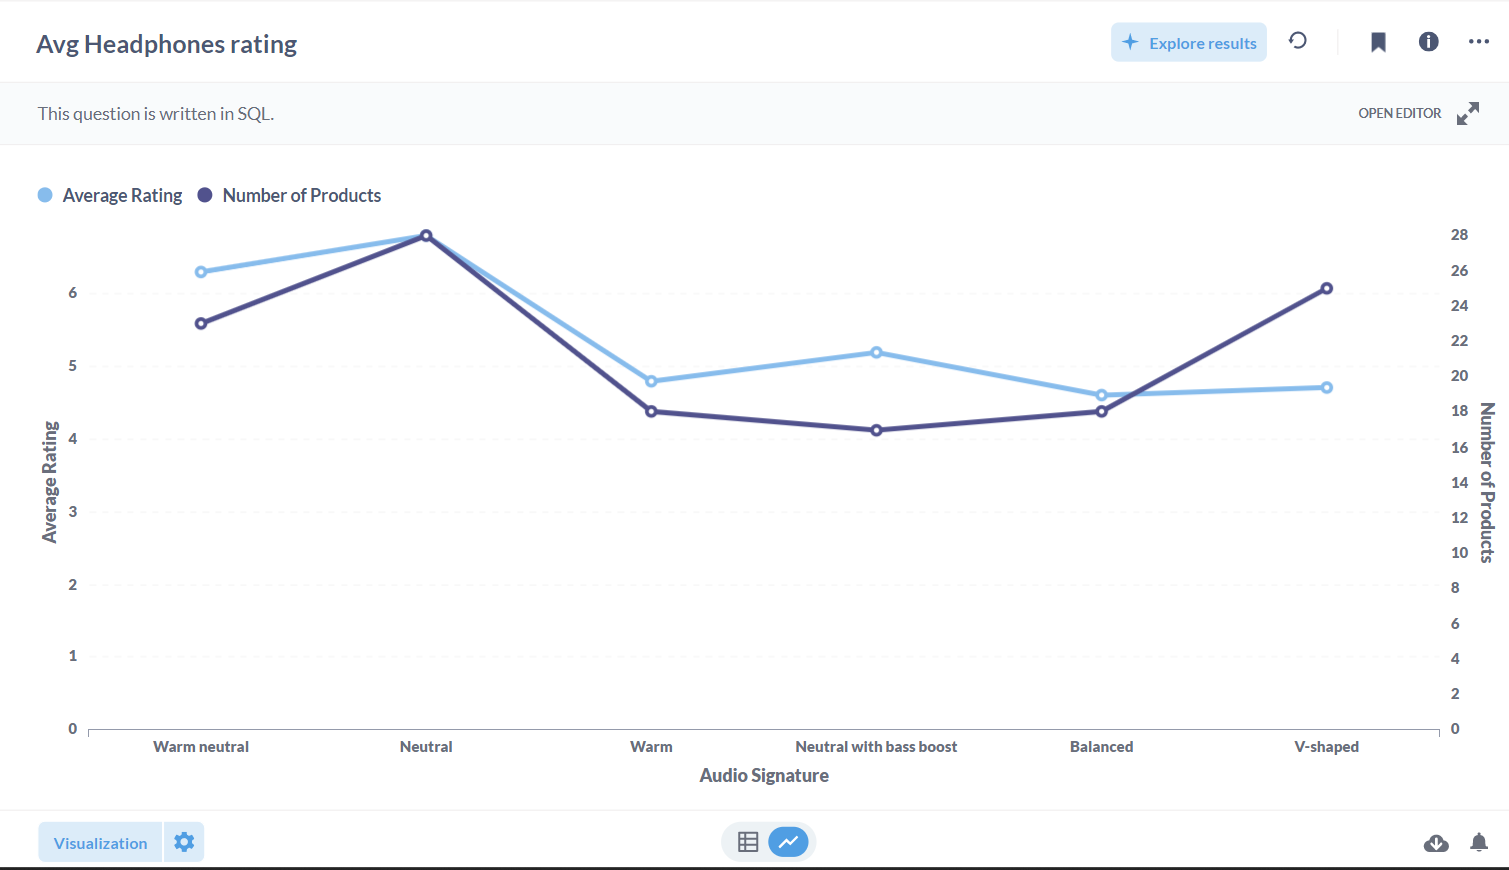 Avg Headphones rating
Explore results
This question is written in SQL.
OPEN EDITOR
Average Rating
Number of Products
28
26
24
22
20
18
16
14
12
10
8
6
4
2
0
6
5
4
3
2
1
0
Average Rating
Number of Products
Warm neutral
Neutral
Warm
Neutral with bass boost
Balanced
V-shaped
Audio Signature
Visualization